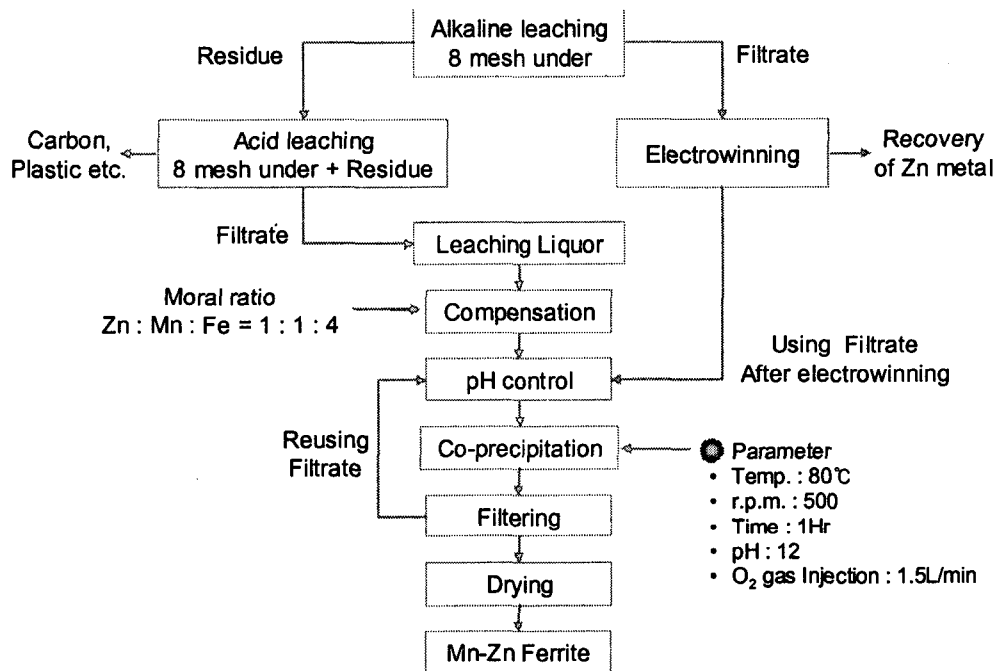 Alkaline leaching
8 mesh under
Residue
Filtrate
Carbon,
Plastic etc.
Acid leaching
8 mesh under + Residue
Electrowinning
Recovery
of Zn metal
Filtrate
Leaching Liquor
Moral ratio
Zn : Mn : Fe = 1 : 1 : 4
Compensation
Using Filtrate
After electrowinning
pH control
Reusing
Filtrate
Co-precipitation
Parameter
• Temp. : 80℃
• r.p.m. : 500
• Time : 1Hr
• pH : 12
• O₂ gas Injection : 1.5L/min
Filtering
Drying
Mn-Zn Ferrite